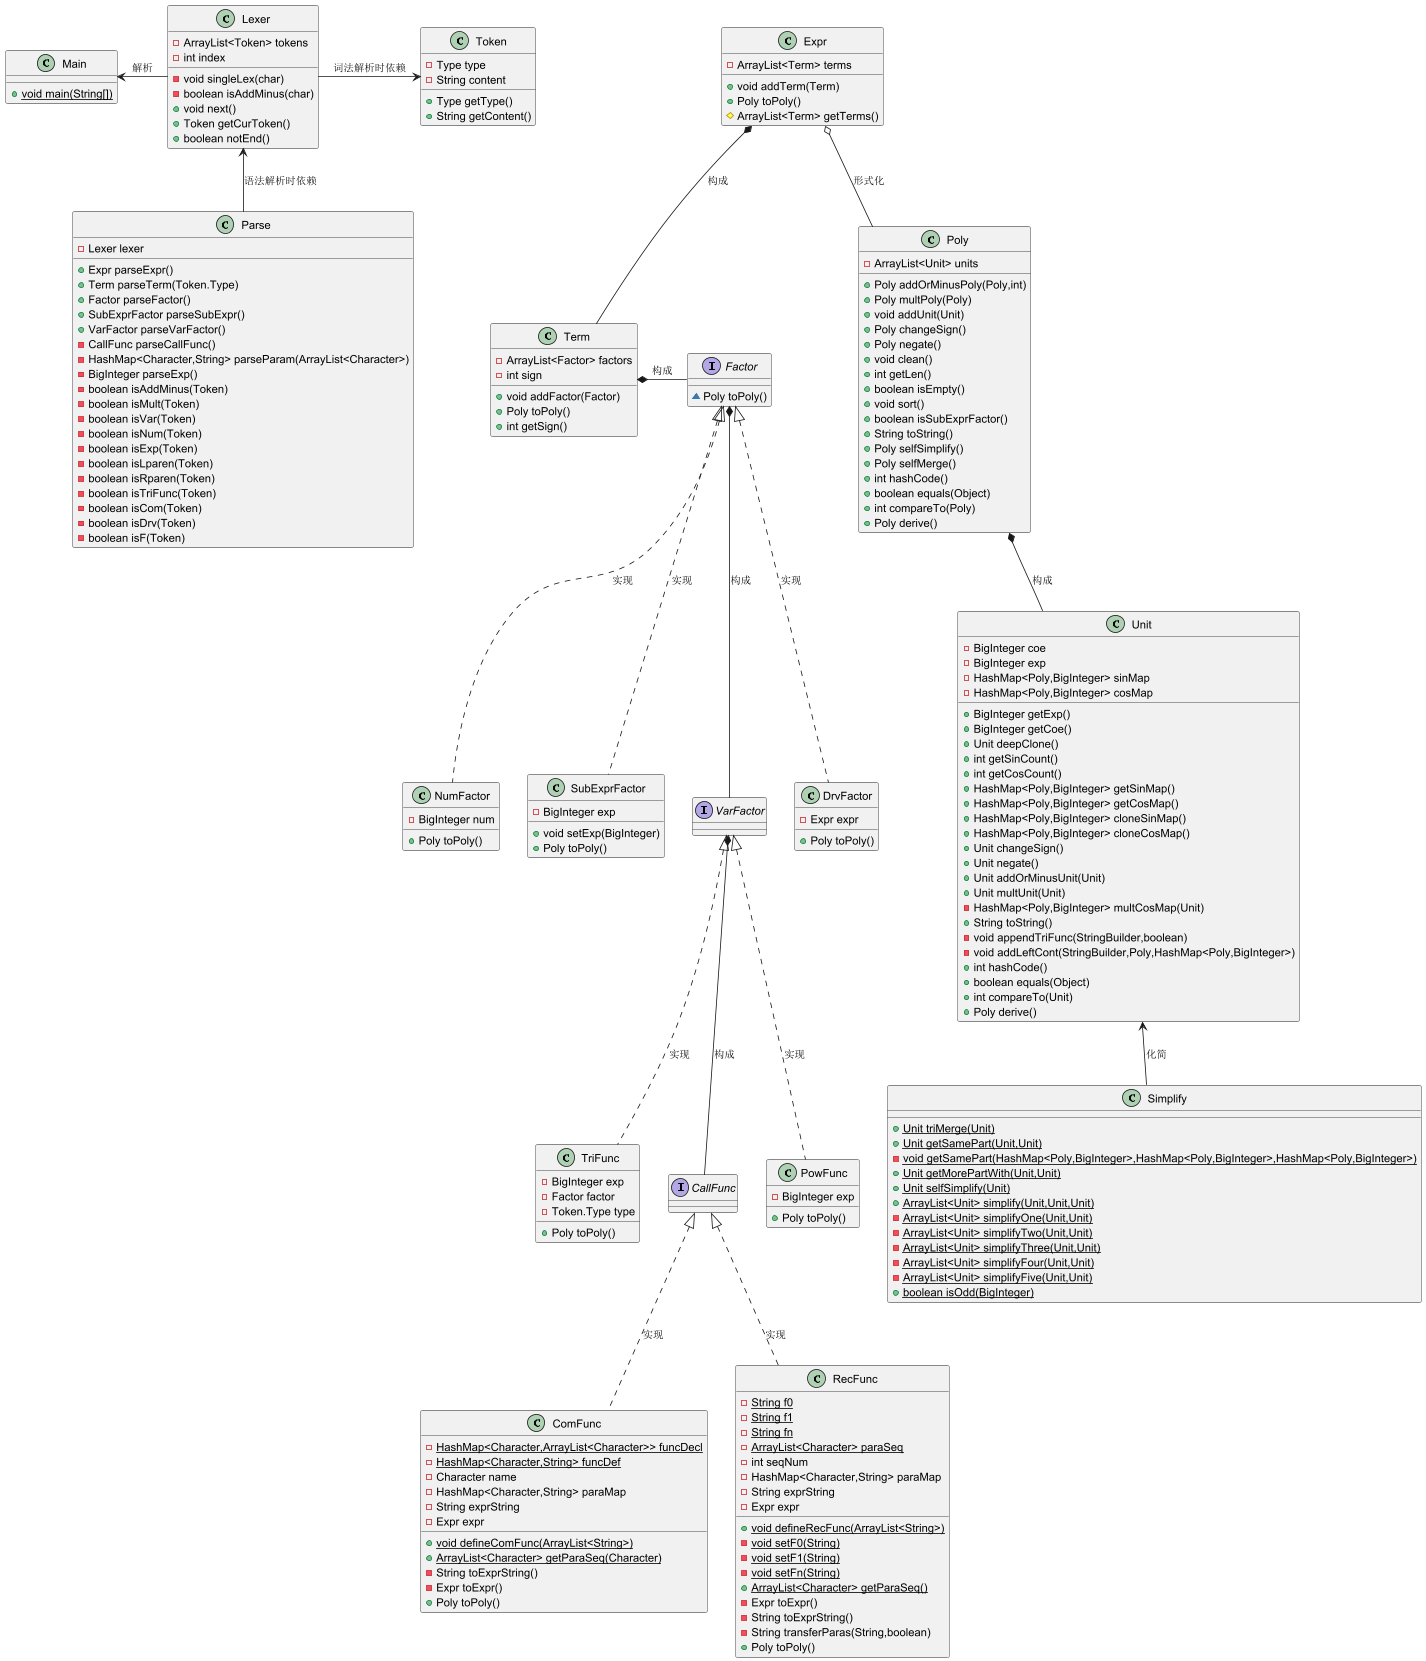 C Lexer
ArrayList<Token> tokens
int index
void singleLex(char)
boolean isAddMinus(char)
void next()
Token getCurToken()
boolean notEnd()
C Main
void main(String[])
解析
词法解析时依赖
C Token
Type type
String content
Type getType()
String getContent()
C Expr
ArrayList<Term> terms
void addTerm(Term)
Poly toPoly()
ArrayList<Term> getTerms()
语法解析时依赖
构成
形式化
C Parse
Lexer lexer
Expr parseExpr()
Term parseTerm(Token.Type)
Factor parseFactor()
SubExprFactor parseSubExpr()
VarFactor parseVarFactor()
CallFunc parseCallFunc()
HashMap<Character,String> parseParam(ArrayList<Character>)
BigInteger parseExp()
boolean isAddMinus(Token)
boolean isMult(Token)
boolean isVar(Token)
boolean isNum(Token)
boolean isExp(Token)
boolean isLparen(Token)
boolean isRparen(Token)
boolean isTriFunc(Token)
boolean isCom(Token)
boolean isDrv(Token)
boolean isF(Token)
C Term
ArrayList<Factor> factors
int sign
void addFactor(Factor)
Poly toPoly()
int getSign()
构成
I Factor
Poly toPoly()
C Poly
ArrayList<Unit> units
Poly addOrMinusPoly(Poly,int)
Poly multPoly(Poly)
void addUnit(Unit)
Poly changeSign()
Poly negate()
void clean()
int getLen()
boolean isEmpty()
void sort()
boolean isSubExprFactor()
String toString()
Poly selfSimplify()
Poly selfMerge()
int hashCode()
boolean equals(Object)
int compareTo(Poly)
Poly derive()
实现
实现
构成
实现
构成
C NumFactor
BigInteger num
Poly toPoly()
C SubExprFactor
BigInteger exp
void setExp(BigInteger)
Poly toPoly()
I VarFactor
C DrvFactor
Expr expr
Poly toPoly()
C Unit
BigInteger coe
BigInteger exp
HashMap<Poly,BigInteger> sinMap
HashMap<Poly,BigInteger> cosMap
BigInteger getExp()
BigInteger getCoe()
Unit deepClone()
int getSinCount()
int getCosCount()
HashMap<Poly,BigInteger> getSinMap()
HashMap<Poly,BigInteger> getCosMap()
HashMap<Poly,BigInteger> cloneSinMap()
HashMap<Poly,BigInteger> cloneCosMap()
Unit changeSign()
Unit negate()
Unit addOrMinusUnit(Unit)
Unit multUnit(Unit)
HashMap<Poly,BigInteger> multCosMap(Unit)
String toString()
void appendTriFunc(StringBuilder,boolean)
void addLeftCont(StringBuilder,Poly,HashMap<Poly,BigInteger>)
int hashCode()
boolean equals(Object)
int compareTo(Unit)
Poly derive()
实现
构成
实现
化简
C TriFunc
BigInteger exp
Factor factor
Token.Type type
Poly toPoly()
I CallFunc
C PowFunc
BigInteger exp
Poly toPoly()
C Simplify
Unit triMerge(Unit)
Unit getSamePart(Unit,Unit)
void getSamePart(HashMap<Poly,BigInteger>,HashMap<Poly,BigInteger>,HashMap<Poly,BigInteger>)
Unit getMorePartWith(Unit,Unit)
Unit selfSimplify(Unit)
ArrayList<Unit> simplify(Unit,Unit,Unit)
ArrayList<Unit> simplifyOne(Unit,Unit)
ArrayList<Unit> simplifyTwo(Unit,Unit)
ArrayList<Unit> simplifyThree(Unit,Unit)
ArrayList<Unit> simplifyFour(Unit,Unit)
ArrayList<Unit> simplifyFive(Unit,Unit)
boolean isOdd(BigInteger)
实现
实现
C ComFunc
HashMap<Character,ArrayList<Character>> funcDecl
HashMap<Character,String> funcDef
Character name
HashMap<Character,String> paraMap
String exprString
Expr expr
void defineComFunc(ArrayList<String>)
ArrayList<Character> getParaSeq(Character)
String toExprString()
Expr toExpr()
Poly toPoly()
C RecFunc
String f0
String f1
String fn
ArrayList<Character> paraSeq
int seqNum
HashMap<Character,String> paraMap
String exprString
Expr expr
void defineRecFunc(ArrayList<String>)
void setF0(String)
void setF1(String)
void setFn(String)
ArrayList<Character> getParaSeq()
Expr toExpr()
String toExprString()
String transferParas(String,boolean)
Poly toPoly()